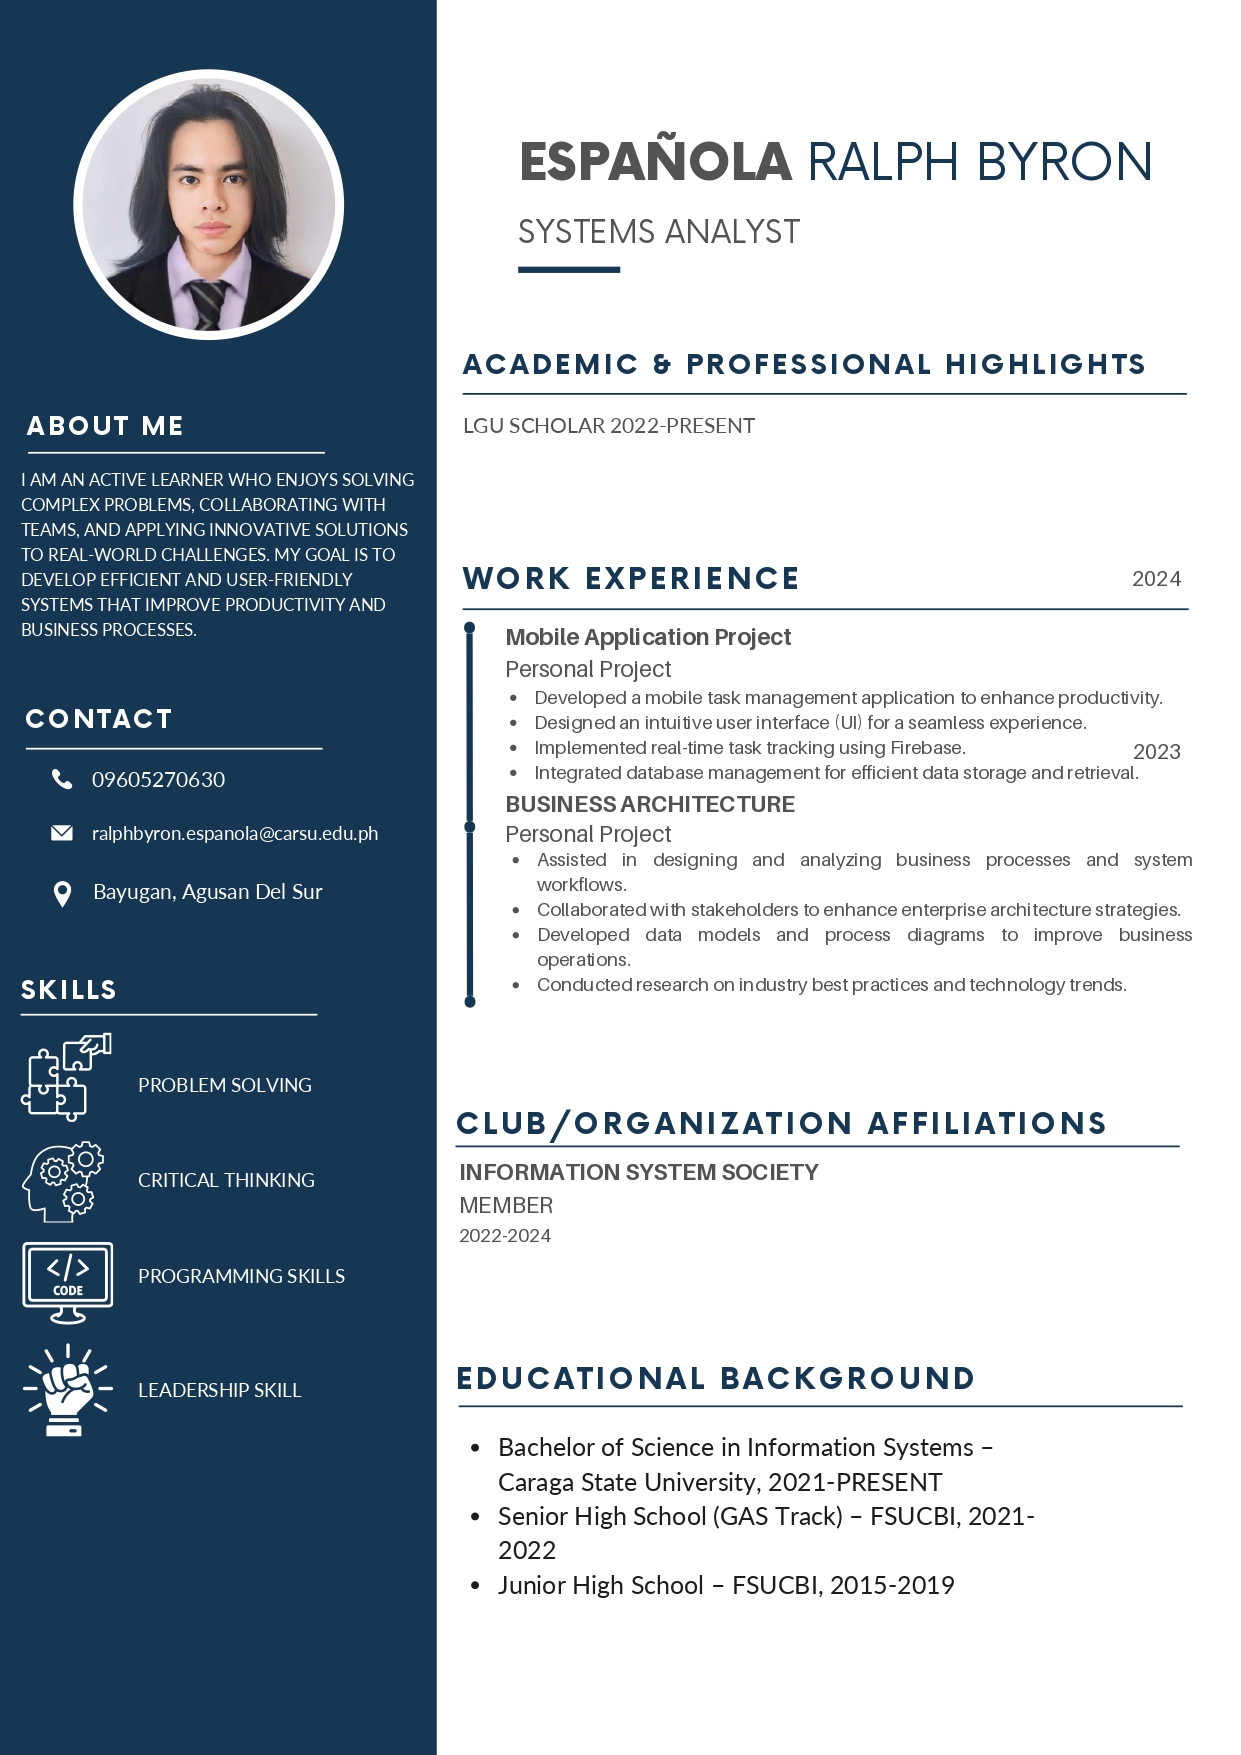 ESPAÑOLA RALPH BYRON
SYSTEMS ANALYST
ABOUT ME
I AM AN ACTIVE LEARNER WHO ENJOYS SOLVING
COMPLEX PROBLEMS, COLLABORATING WITH
TEAMS, AND APPLYING INNOVATIVE SOLUTIONS
TO REAL-WORLD CHALLENGES. MY GOAL IS TO
DEVELOP EFFICIENT AND USER-FRIENDLY
SYSTEMS THAT IMPROVE PRODUCTIVITY AND
BUSINESS PROCESSES.
CONTACT
09605270630
ralphbyron.espanola@carsu.edu.ph
Bayugan, Agusan Del Sur
SKILLS
PROBLEM SOLVING
CRITICAL THINKING
CODE
PROGRAMMING SKILLS
LEADERSHIP SKILL
ACADEMIC & PROFESSIONAL HIGHLIGHTS
LGU SCHOLAR 2022-PRESENT
WORK EXPERIENCE
2024
Mobile Application Project
Personal Project
• Developed a mobile task management application to enhance productivity.
• Designed an intuitive user interface (UI) for a seamless experience.
• Implemented real-time task tracking using Firebase.
2023
• Integrated database management for efficient data storage and retrieval.
BUSINESS ARCHITECTURE
Personal Project
• Assisted in designing and analyzing business processes and system
workflows.
• Collaborated with stakeholders to enhance enterprise architecture strategies.
• Developed data models and process diagrams to improve business
operations.
• Conducted research on industry best practices and technology trends.
CLUB/ORGANIZATION AFFILIATIONS
INFORMATION SYSTEM SOCIETY
MEMBER
2022-2024
EDUCATIONAL BACKGROUND
• Bachelor of Science in Information Systems –
Caraga State University, 2021-PRESENT
• Senior High School (GAS Track) – FSUCBI, 2021-
2022
• Junior High School – FSUCBI, 2015-2019